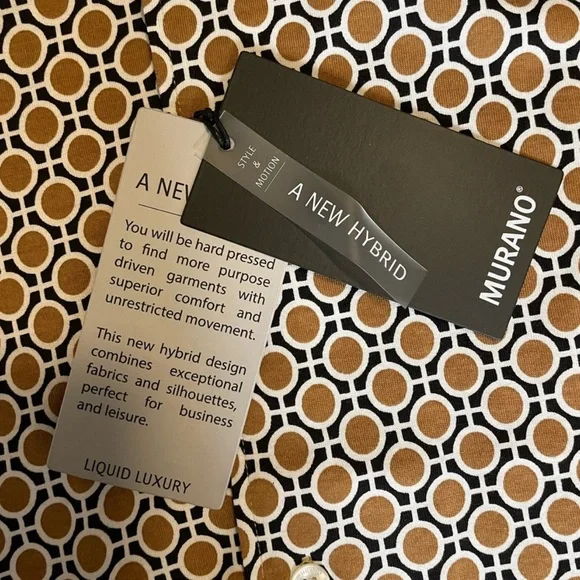 STYLE
&
MOTION
A NEW HYBRID
MURANO®
A NEW
You will be hard pressed
to find more purpose
driven garments with
superior comfort and
unrestricted movement.
This new hybrid design
combines exceptional
fabrics and silhouettes,
perfect for business
and leisure.
LIQUID LUXURY